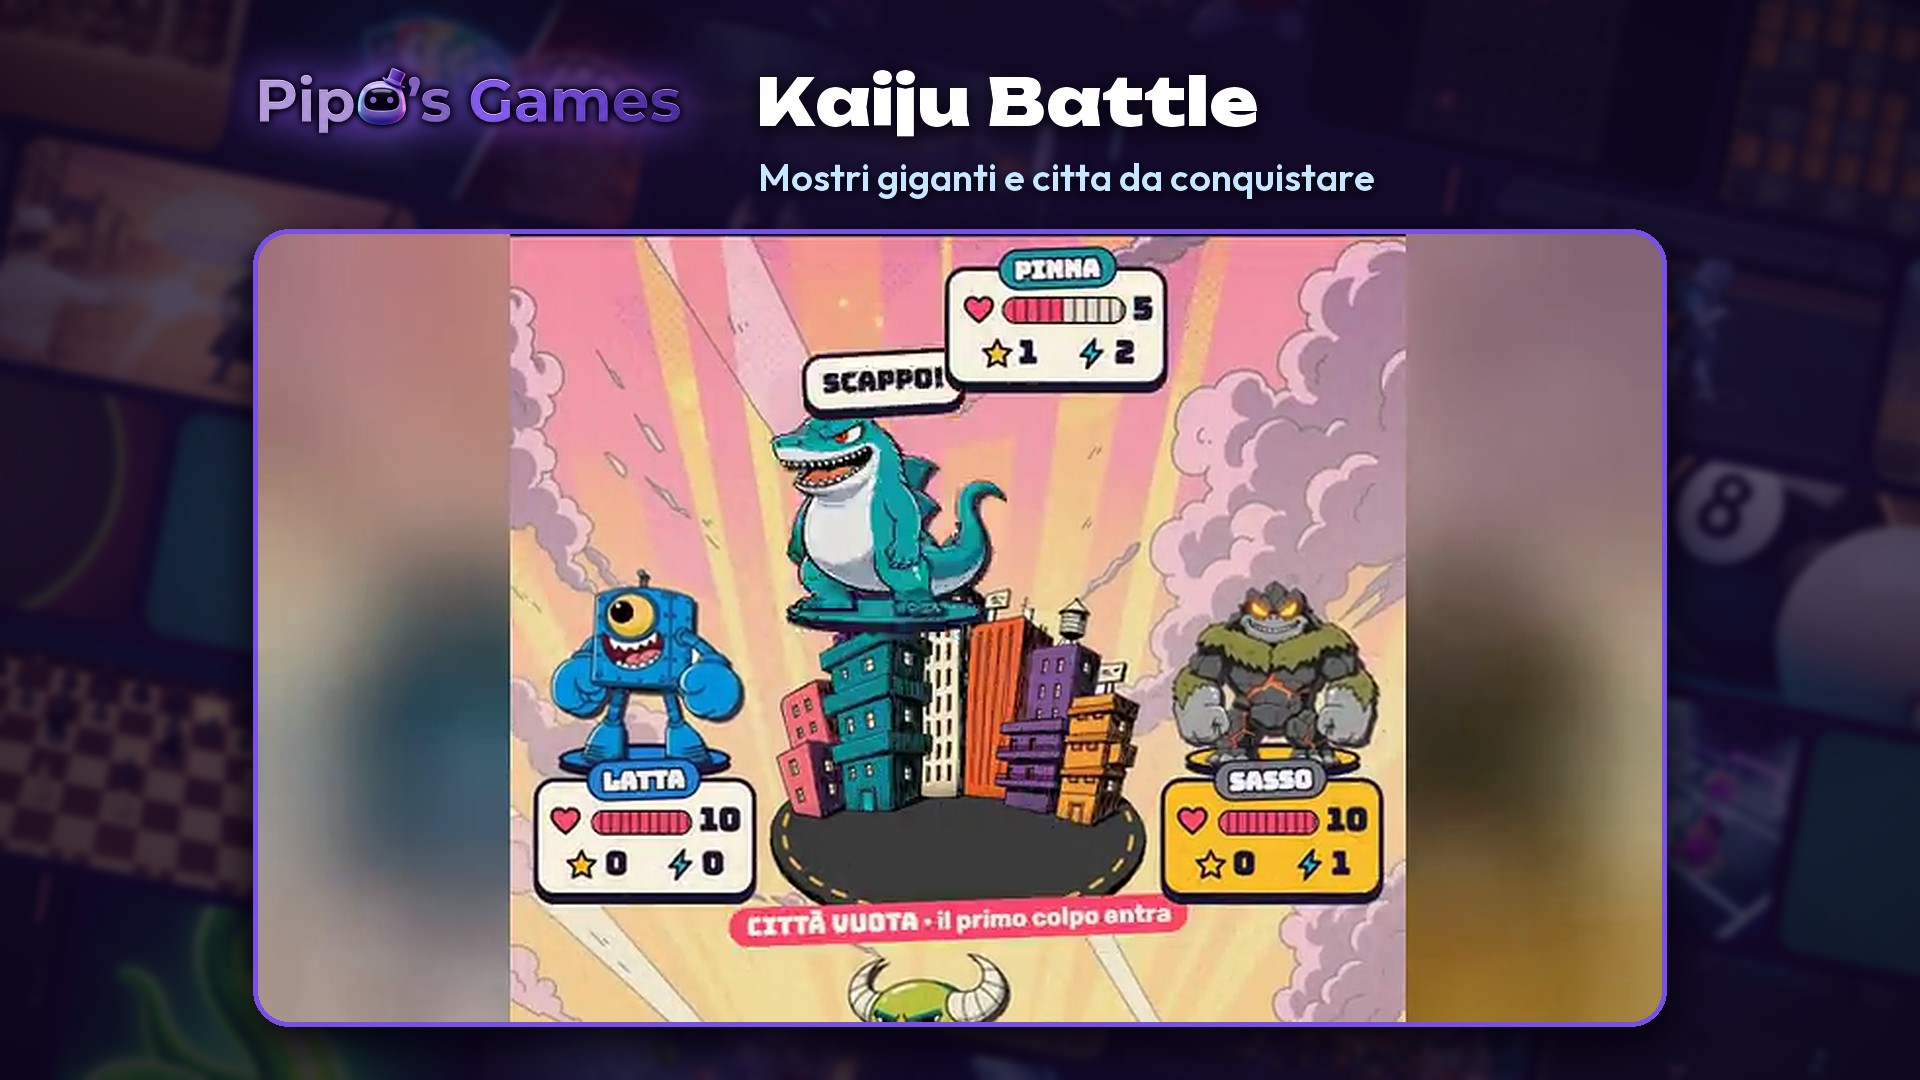 Pipo's Games
Kaiju Battle
Mostri giganti e citta da conquistare
PINNA
5
1 2
SCAPPO!
LATTA
10
0 0
SASSO
10
0 1
CITTÀ VUOTA · il primo colpo entra
8